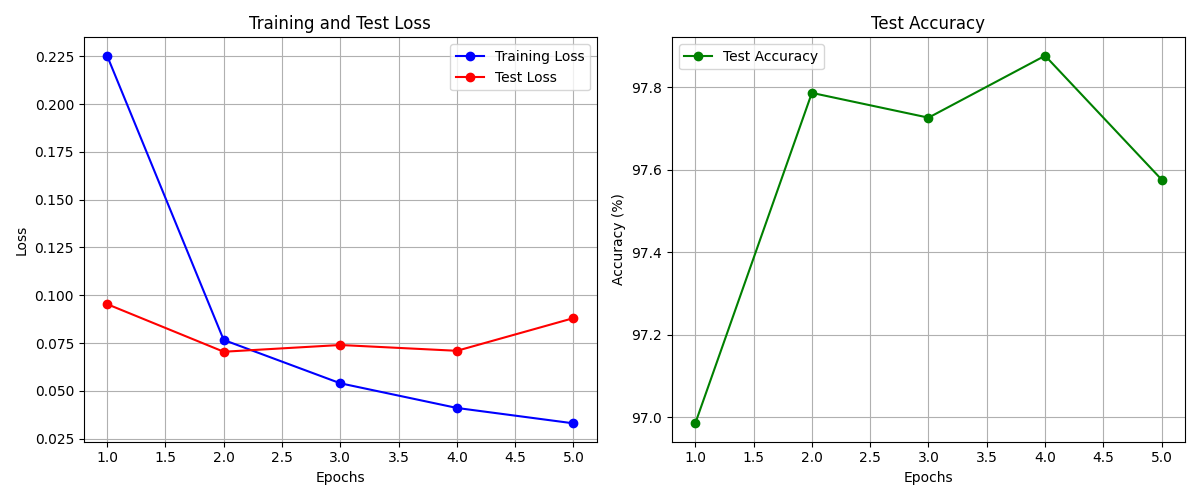 Training and Test Loss
Training Loss
Test Loss
0.225
0.200
0.175
0.150
0.125
0.100
0.075
0.050
0.025
Loss
1.0 1.5 2.0 2.5 3.0 3.5 4.0 4.5 5.0
Epochs
Test Accuracy
Test Accuracy
97.8
97.6
97.4
97.2
97.0
Accuracy (%)
1.0 1.5 2.0 2.5 3.0 3.5 4.0 4.5 5.0
Epochs